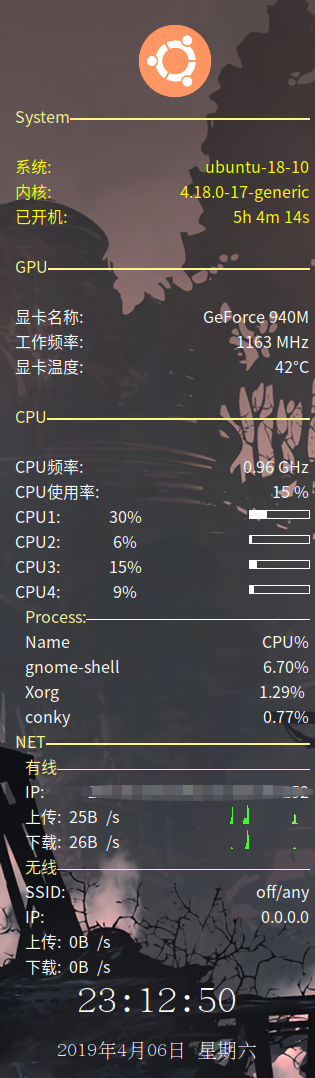 System
系统: ubuntu-18-10
内核: 4.18.0-17-generic
已开机: 5h 4m 14s
GPU
显卡名称: GeForce 940M
工作频率: 1163 MHz
显卡温度: 42°C
CPU
CPU频率: 0.96 GHz
CPU使用率: 15 %
CPU1: 30%
CPU2: 6%
CPU3: 15%
CPU4: 9%
Process:
Name CPU%
gnome-shell 6.70%
Xorg 1.29%
conky 0.77%
NET
有线
IP:
上传: 25B /s
下载: 26B /s
无线
SSID: off/any
IP: 0.0.0.0
上传: 0B /s
下载: 0B /s
23:12:50
2019年4月06日 星期六